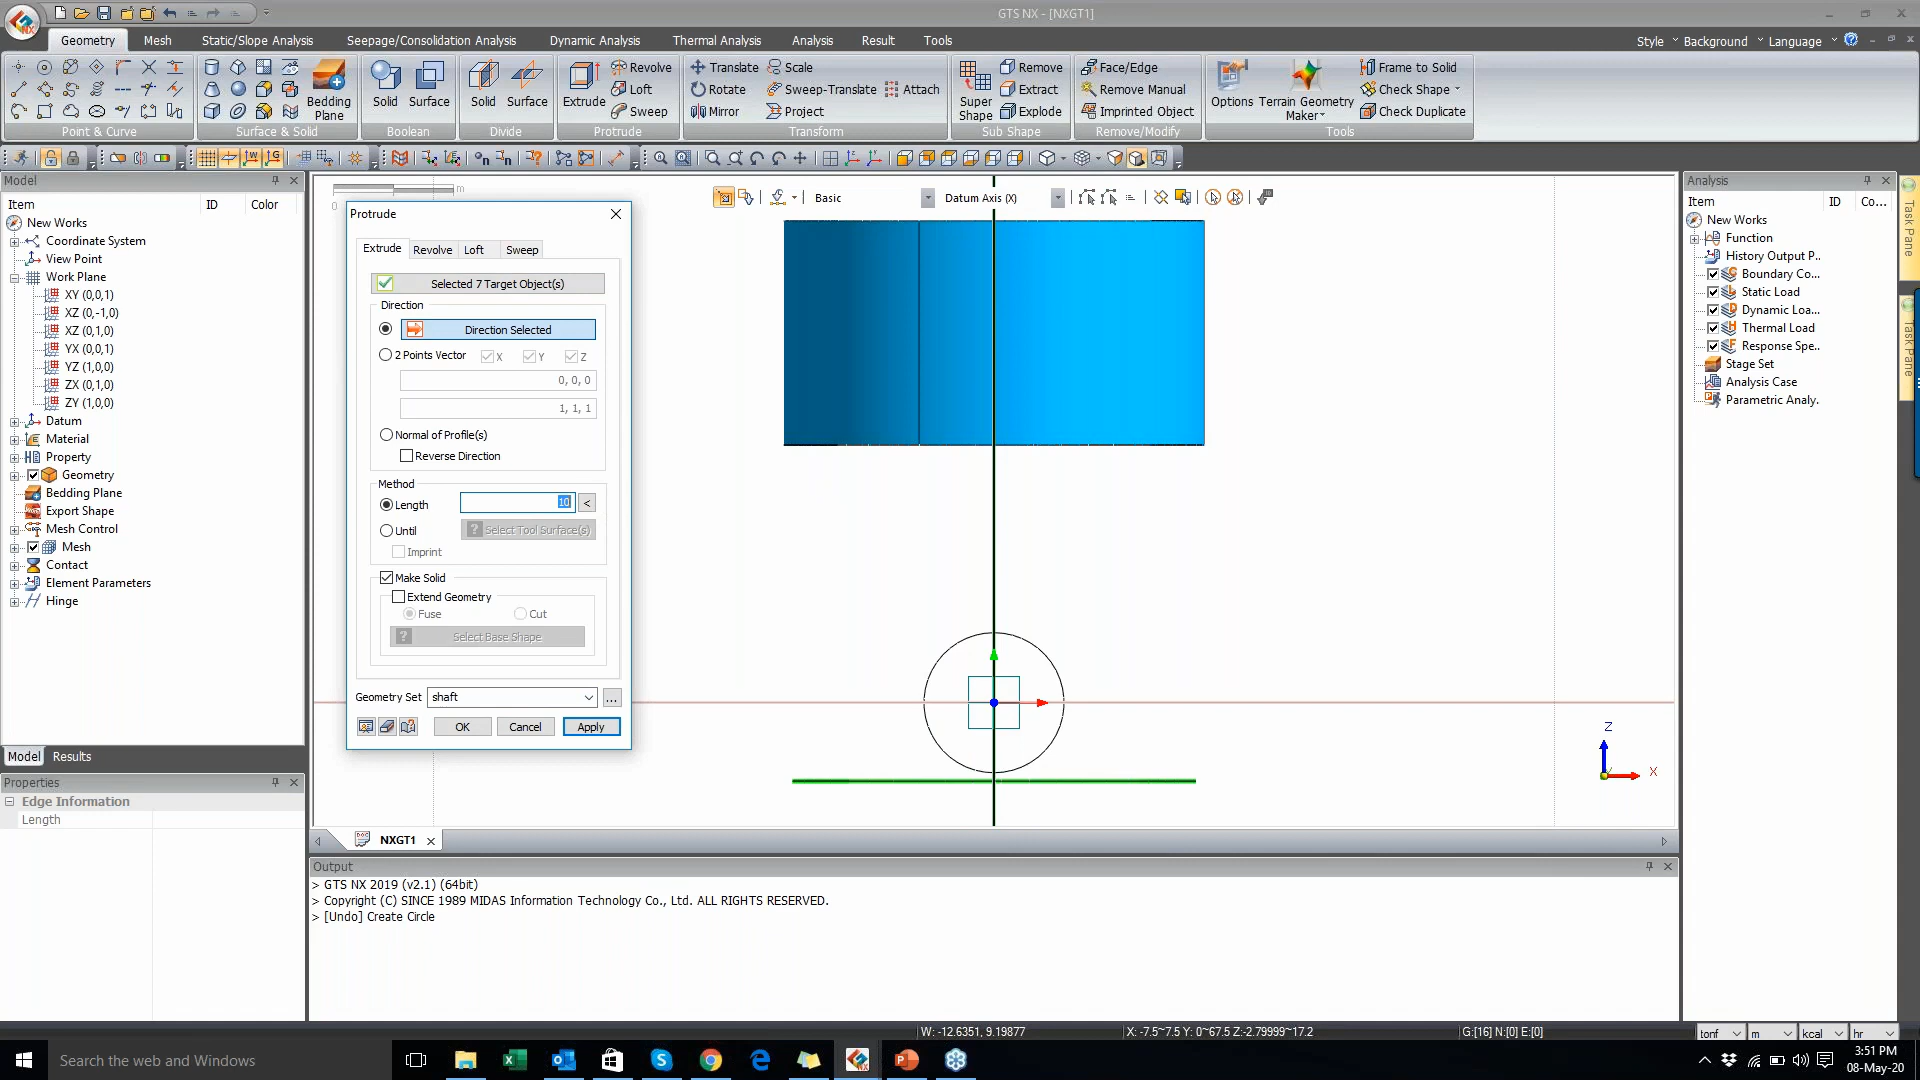 GTS NX - [NXGT1]
Geometry
Mesh
Static/Slope Analysis
Seepage/Consolidation Analysis
Dynamic Analysis
Thermal Analysis
Analysis
Result
Tools
Style
Background
Language
Bedding Plane
Solid
Surface
Solid
Surface
Extrude
Revolve
Loft
Sweep
Translate
Rotate
Mirror
Scale
Sweep-Translate
Project
Attach
Super Shape
Remove
Extract
Explode
Face/Edge
Remove Manual
Imprinted Object
Options
Terrain Geometry Maker
Frame to Solid
Check Shape
Check Duplicate
Point & Curve
Surface & Solid
Boolean
Divide
Protrude
Transform
Sub Shape
Remove/Modify
Tools
Model
Item ID Color
New Works
Coordinate System
View Point
Work Plane
XY (0,0,1)
XZ (0,-1,0)
XZ (0,1,0)
YX (0,0,1)
YZ (1,0,0)
ZX (0,1,0)
ZY (1,0,0)
Datum
Material
Property
Geometry
Bedding Plane
Export Shape
Mesh Control
Mesh
Contact
Element Parameters
Hinge
Model Results
Properties
Edge Information
Length
m
0
Basic
Datum Axis (X)
Protrude
Extrude Revolve Loft Sweep
Selected 7 Target Object(s)
Direction
Direction Selected
2 Points Vector X Y Z
0, 0, 0
1, 1, 1
Normal of Profile(s)
Reverse Direction
Method
Length 10 <
Until ? Select Tool Surface(s)
Imprint
Make Solid
Extend Geometry
Fuse Cut
? Select Base Shape
Geometry Set shaft ...
OK Cancel Apply
Z
X
NXGT1
Output
> GTS NX 2019 (v2.1) (64bit)
> Copyright (C) SINCE 1989 MIDAS Information Technology Co., Ltd. ALL RIGHTS RESERVED.
> [Undo] Create Circle
Analysis
Item ID Co...
New Works
Function
History Output P..
Boundary Co...
Static Load
Dynamic Loa...
Thermal Load
Response Spe..
Stage Set
Analysis Case
Parametric Analy.
Task Pane
Task Pane
W: -12.6351, 9.19877
X: -7.5~7.5 Y: 0~67.5 Z:-2.79999~17.2
G:[16] N:[0] E:[0]
tonf m kcal hr
Search the web and Windows
3:51 PM
08-May-20